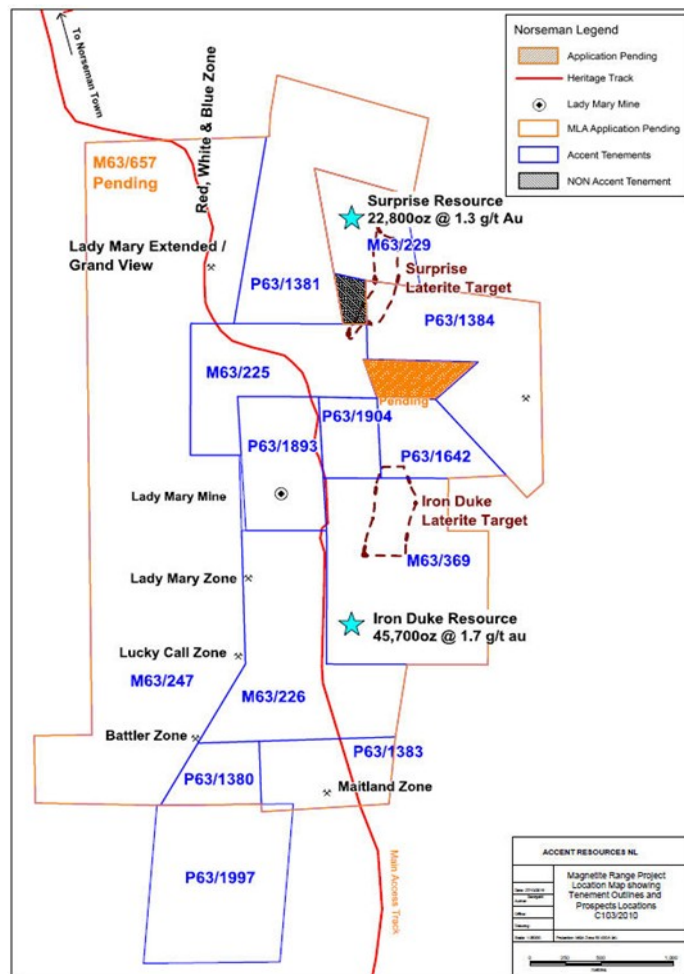 To Norseman Town
Red, White & Blue Zone
Norseman Legend
Application Pending
Heritage Track
Lady Mary Mine
MLA Application Pending
Accent Tenements
NON Accent Tenement
M63/657
Pending
Surprise Resource
22,800oz @ 1.3 g/t Au
M63/229
Lady Mary Extended /
Grand View
Surprise
Laterite Target
P63/1381
P63/1384
M63/225
Pending
P63/1904
P63/1893
P63/1642
Lady Mary Mine
Iron Duke
Laterite Target
M63/369
Lady Mary Zone
Iron Duke Resource
45,700oz @ 1.7 g/t au
Lucky Call Zone
M63/247
M63/226
Battler Zone
P63/1383
P63/1380
Maitland Zone
P63/1997
Main Access Track
ACCENT RESOURCES NL
Magnetite Range Project
Location Map showing
Tenement Outlines and
Prospects Locations
C103/2010
0 250 500 1,000